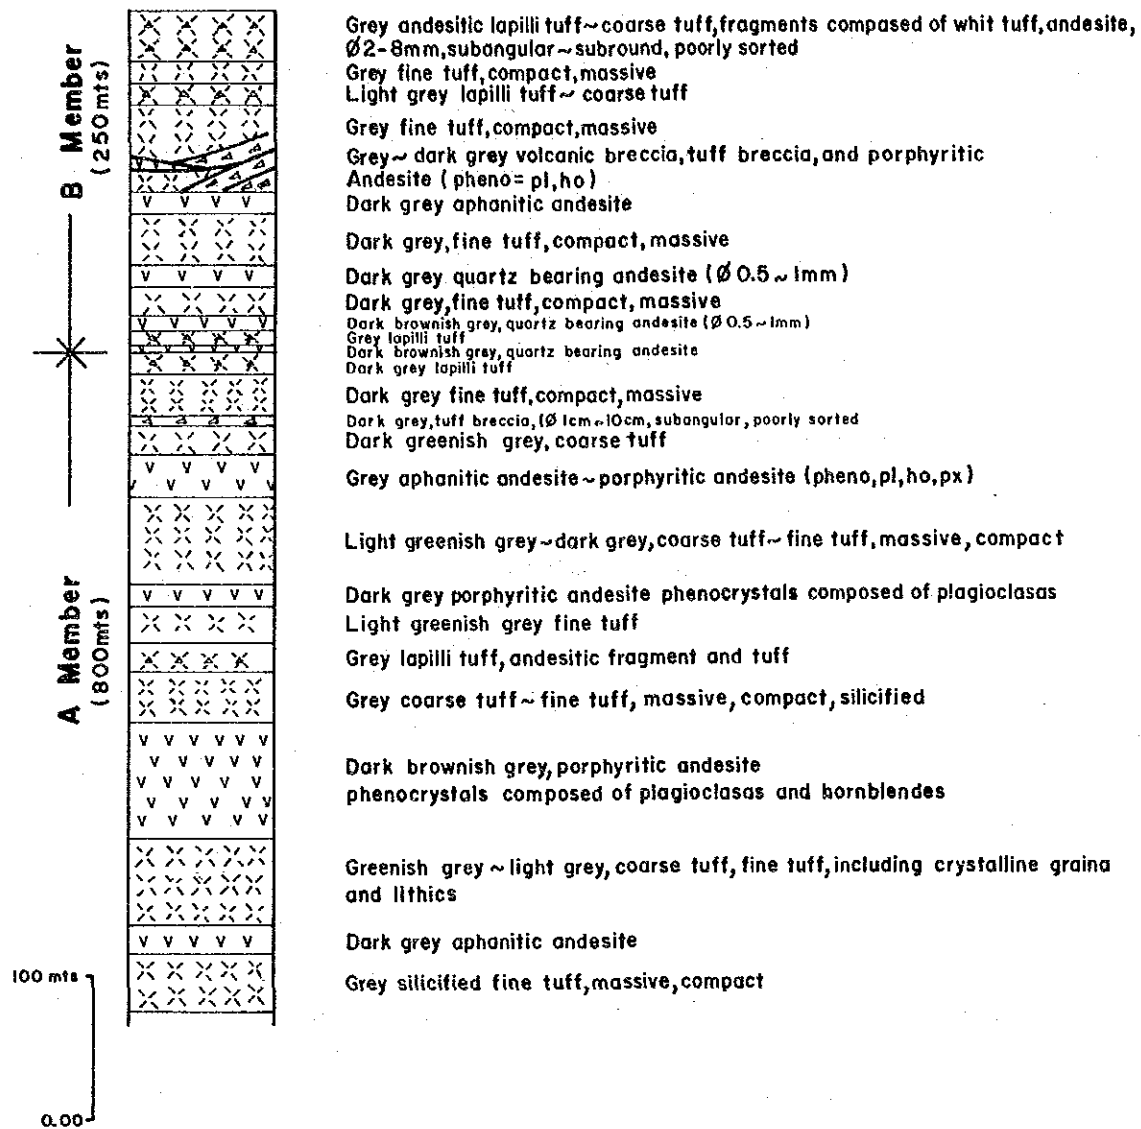 Grey andesitic lapilli tuff~coarse tuff, fragments composed of whit tuff, andesite,
Ø2-8mm, subangular~subround, poorly sorted
Grey fine tuff, compact, massive
Light grey lapilli tuff~ coarse tuff
Grey fine tuff, compact, massive
Grey~ dark grey volcanic breccia, tuff breccia, and porphyritic
Andesite (pheno= pl, ho)
Dark grey aphanitic andesite
Dark grey, fine tuff, compact, massive
Dark grey quartz bearing andesite (Ø 0.5~1mm)
Dark grey, fine tuff, compact, massive
Dark brownish grey, quartz bearing andesite (Ø 0.5~1mm)
Grey lapilli tuff
Dark brownish grey, quartz bearing andesite
Dark grey lapilli tuff
Dark grey fine tuff, compact, massive
Dark grey, tuff breccia, (Ø 1cm~10cm, subangular, poorly sorted
Dark greenish grey, coarse tuff
Grey aphanitic andesite~porphyritic andesite (pheno, pl, ho, px)
Light greenish grey~dark grey, coarse tuff~ fine tuff, massive, compact
Dark grey porphyritic andesite phenocrystals composed of plagioclasas
Light greenish grey fine tuff
Grey lapilli tuff, andesitic fragment and tuff
Grey coarse tuff~ fine tuff, massive, compact, silicified
Dark brownish grey, porphyritic andesite
phenocrystals composed of plagioclasas and hornblendes
Greenish grey ~ light grey, coarse tuff, fine tuff, including crystalline graina
and lithics
Dark grey aphanitic andesite
Grey silicified fine tuff, massive, compact
B Member
(250mts)
A Member
(800mts)
100 mts
0.00